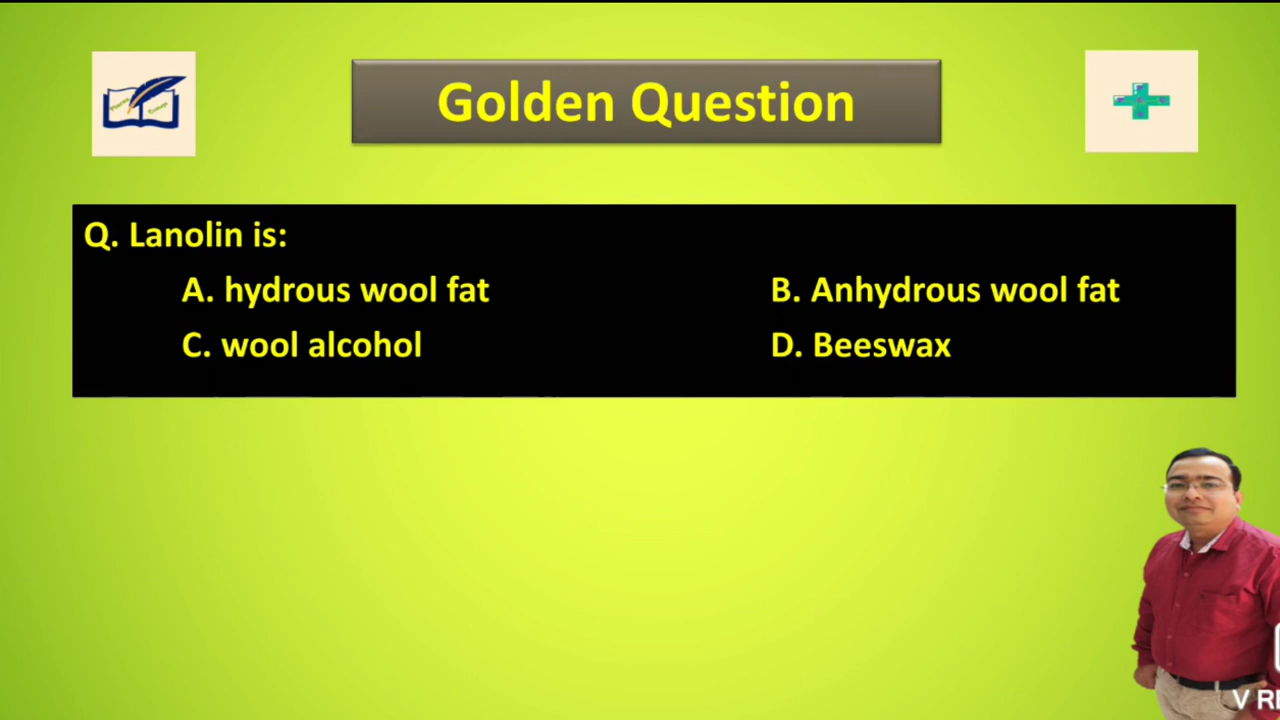 Golden Question
Q. Lanolin is:
A. hydrous wool fat B. Anhydrous wool fat
C. wool alcohol D. Beeswax